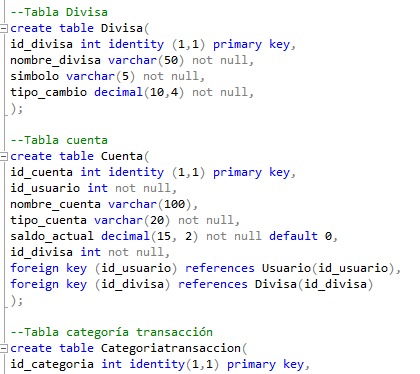 --Tabla Divisa
create table Divisa(
id_divisa int identity (1,1) primary key,
nombre_divisa varchar(50) not null,
simbolo varchar(5) not null,
tipo_cambio decimal(10,4) not null,
);
--Tabla cuenta
create table Cuenta(
id_cuenta int identity (1,1) primary key,
id_usuario int not null,
nombre_cuenta varchar(100),
tipo_cuenta varchar(20) not null,
saldo_actual decimal(15, 2) not null default 0,
id_divisa int not null,
foreign key (id_usuario) references Usuario(id_usuario),
foreign key (id_divisa) references Divisa(id_divisa)
);
--Tabla categoría transacción
create table Categoriatransaccion(
id_categoria int identity(1,1) primary key,